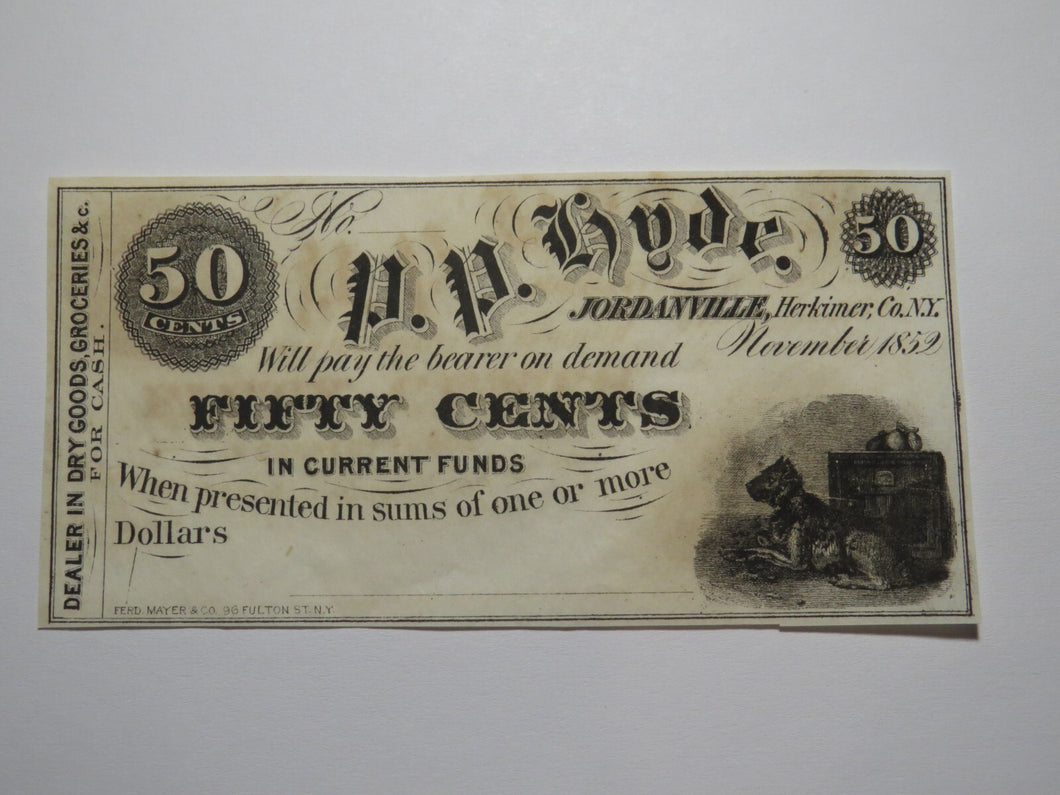 DEALER IN DRY GOODS, GROCERIES &c.
FOR CASH.
50
CENTS
No.
P. P. Hyde.
50
JORDANVILLE, Herkimer, Co. N.Y.
Will pay the bearer on demand
November 1852
FIFTY CENTS
IN CURRENT FUNDS
When presented in sums of one or more
Dollars
FERD. MAYER & CO. 96 FULTON ST. N.Y.